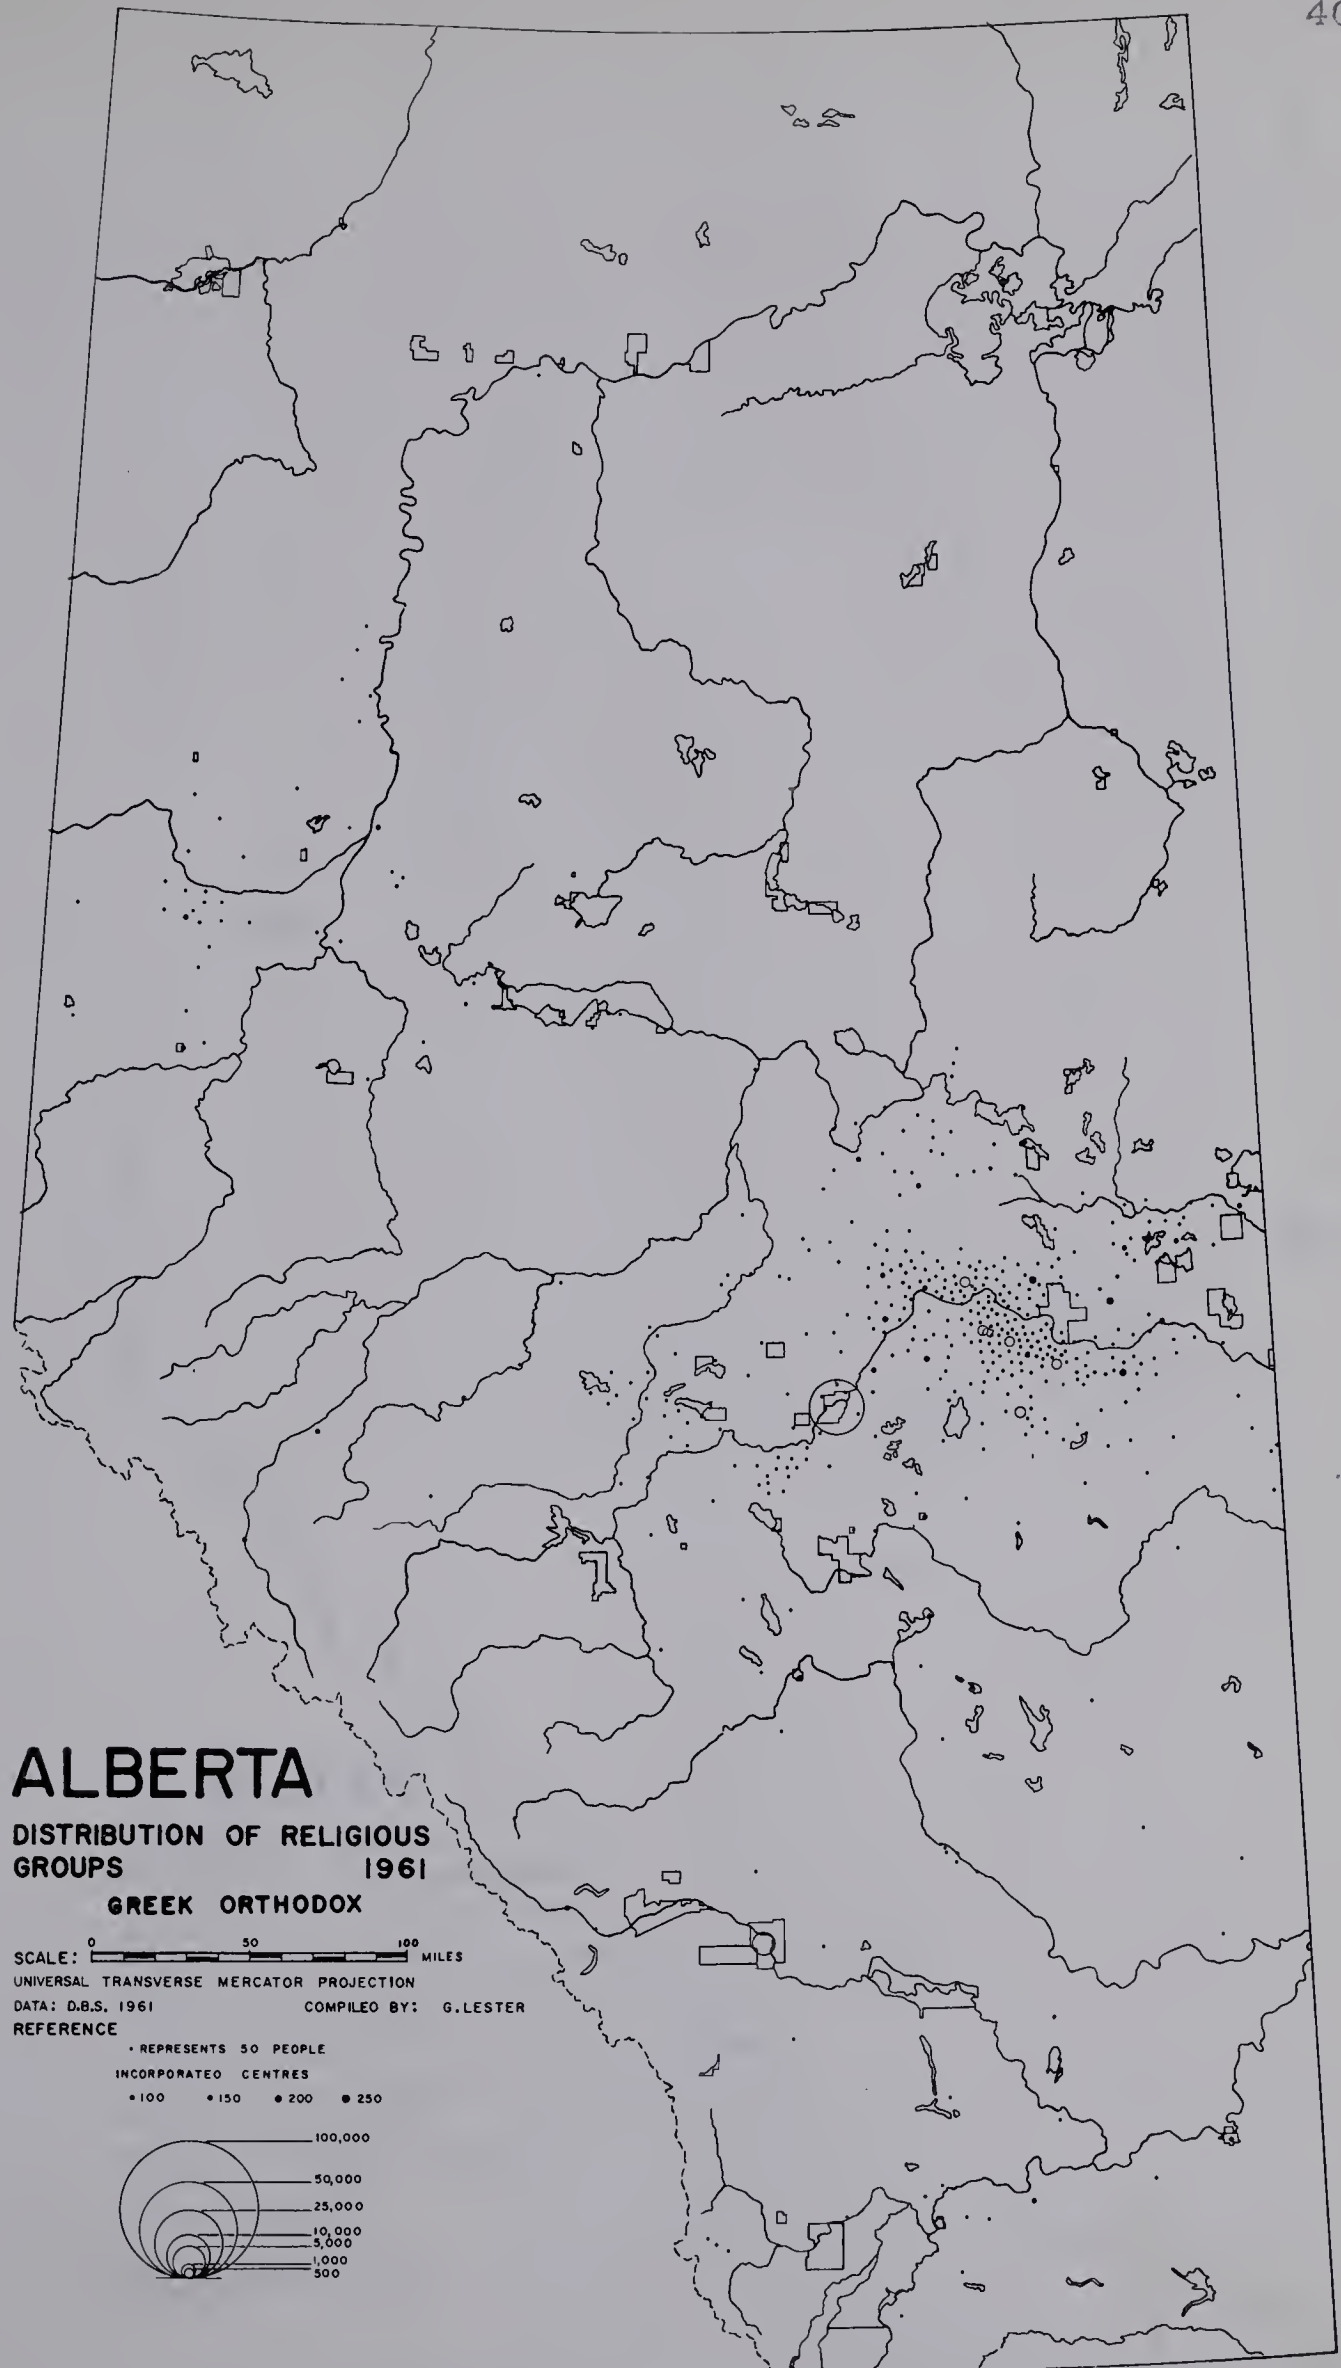 40
ALBERTA
DISTRIBUTION OF RELIGIOUS
GROUPS 1961
GREEK ORTHODOX
0 50 100
SCALE: MILES
UNIVERSAL TRANSVERSE MERCATOR PROJECTION
DATA: D.B.S. 1961 COMPILED BY: G. LESTER
REFERENCE
• REPRESENTS 50 PEOPLE
INCORPORATED CENTRES
•100 •150 •200 •250
100,000
50,000
25,000
10,000
5,000
1,000
500